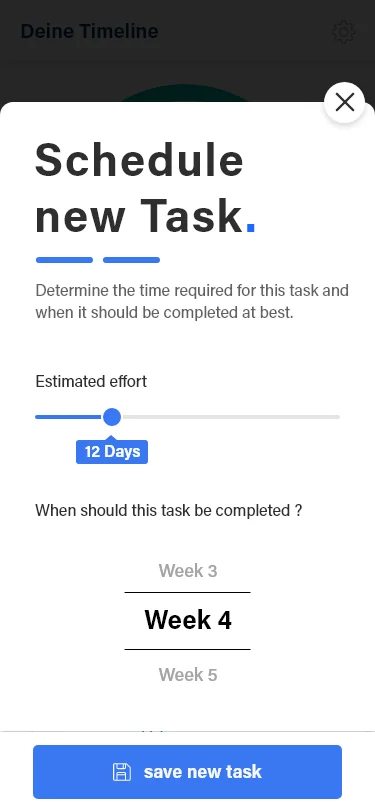 Deine Timeline
Schedule
new Task.
Determine the time required for this task and
when it should be completed at best.
Estimated effort
12 Days
When should this task be completed ?
Week 3
Week 4
Week 5
save new task